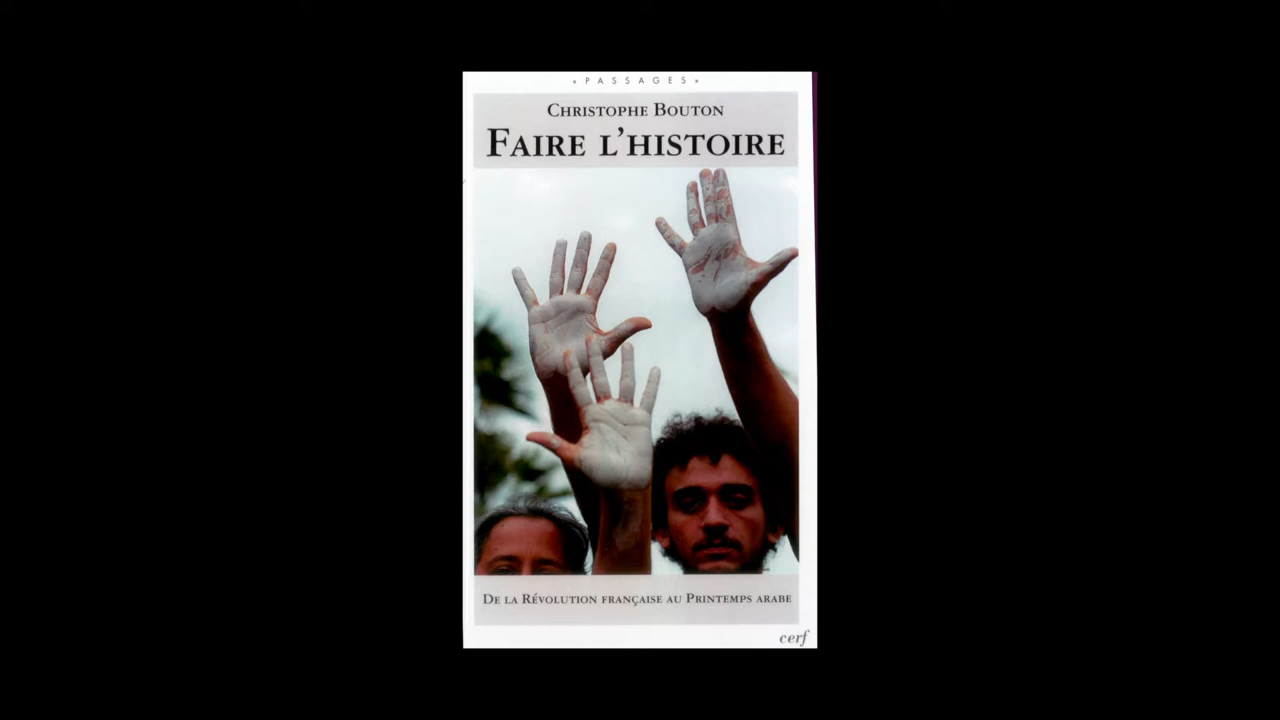 « PASSAGES »
CHRISTOPHE BOUTON
FAIRE L'HISTOIRE
DE LA RÉVOLUTION FRANÇAISE AU PRINTEMPS ARABE
cerf